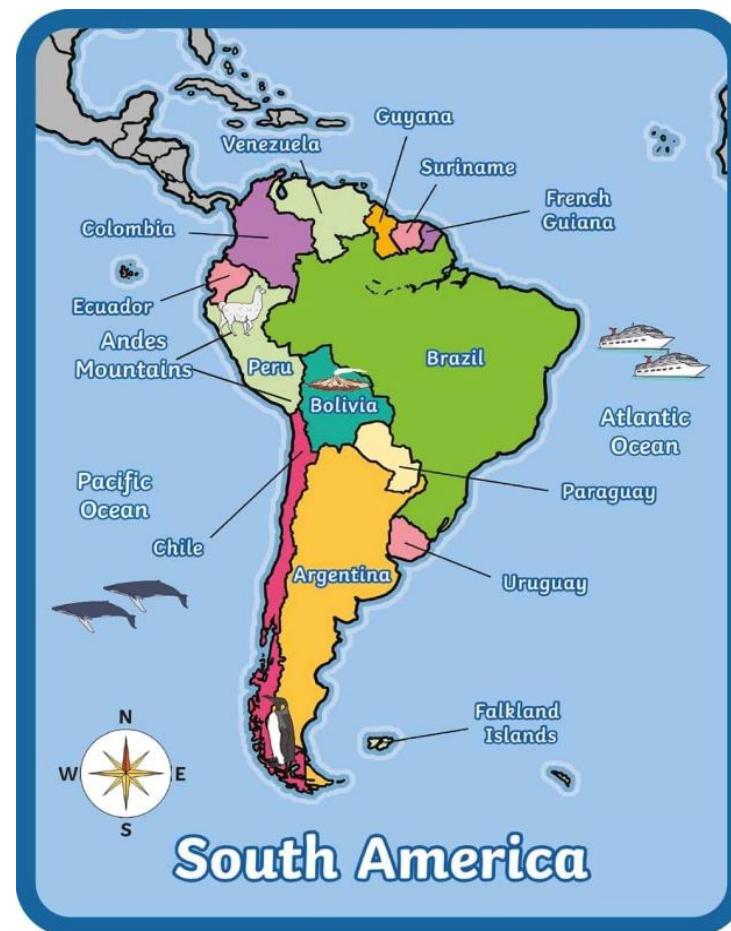 Guyana
Venezuela
Suriname
French
Guiana
Colombia
Ecuador
Andes
Mountains
Peru
Brazil
Bolivia
Atlantic
Ocean
Pacific
Ocean
Paraguay
Chile
Argentina
Uruguay
Falkland
Islands
N
W
E
S
South America